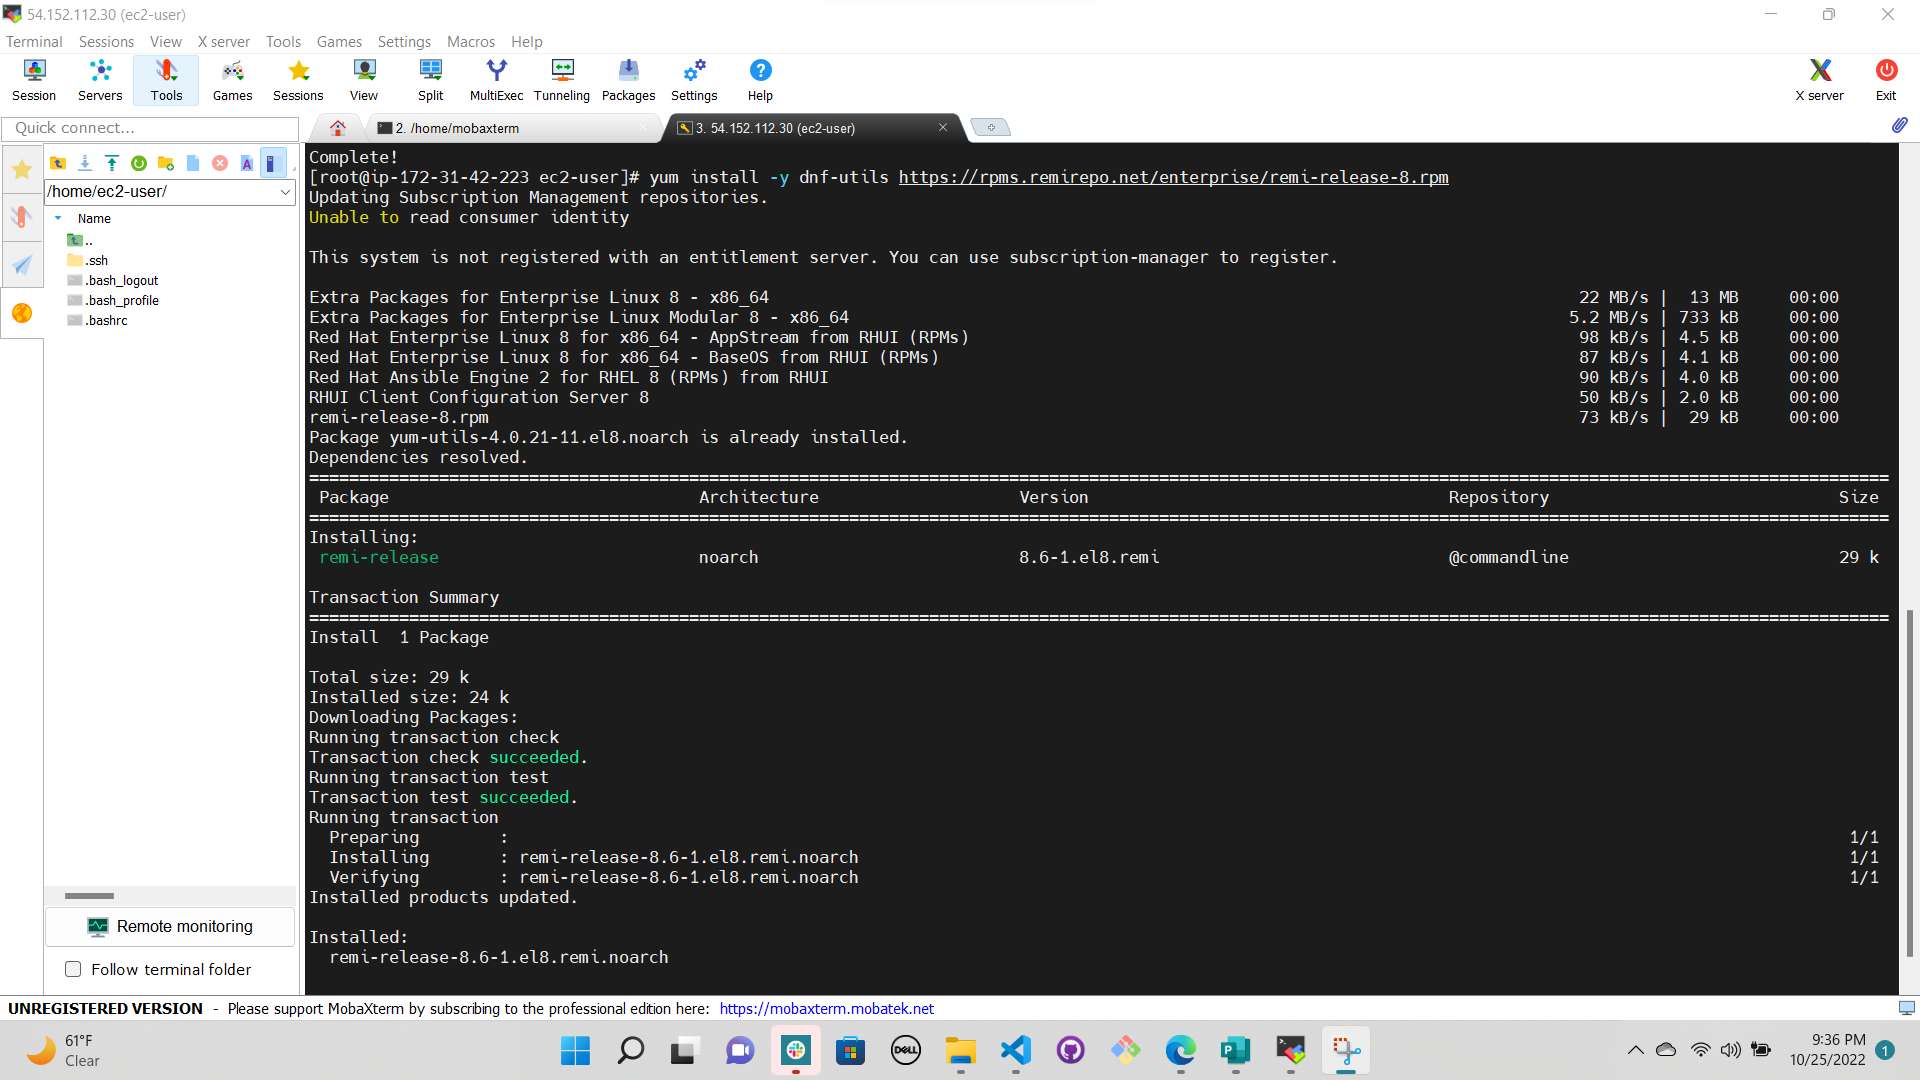 54.152.112.30 (ec2-user)
Terminal Sessions View X server Tools Games Settings Macros Help
Session Servers Tools Games Sessions View Split MultiExec Tunneling Packages Settings Help X server Exit
Quick connect...
2. /home/mobaxterm
3. 54.152.112.30 (ec2-user)
/home/ec2-user/
Name
..
.ssh
.bash_logout
.bash_profile
.bashrc
Remote monitoring
Follow terminal folder
Complete!
[root@ip-172-31-42-223 ec2-user]# yum install -y dnf-utils https://rpms.remirepo.net/enterprise/remi-release-8.rpm
Updating Subscription Management repositories.
Unable to read consumer identity
This system is not registered with an entitlement server. You can use subscription-manager to register.
Extra Packages for Enterprise Linux 8 - x86_64 22 MB/s | 13 MB 00:00
Extra Packages for Enterprise Linux Modular 8 - x86_64 5.2 MB/s | 733 kB 00:00
Red Hat Enterprise Linux 8 for x86_64 - AppStream from RHUI (RPMs) 98 kB/s | 4.5 kB 00:00
Red Hat Enterprise Linux 8 for x86_64 - BaseOS from RHUI (RPMs) 87 kB/s | 4.1 kB 00:00
Red Hat Ansible Engine 2 for RHEL 8 (RPMs) from RHUI 90 kB/s | 4.0 kB 00:00
RHUI Client Configuration Server 8 50 kB/s | 2.0 kB 00:00
remi-release-8.rpm 73 kB/s | 29 kB 00:00
Package yum-utils-4.0.21-11.el8.noarch is already installed.
Dependencies resolved.
Package Architecture Version Repository Size
Installing:
remi-release noarch 8.6-1.el8.remi @commandline 29 k
Transaction Summary
Install 1 Package
Total size: 29 k
Installed size: 24 k
Downloading Packages:
Running transaction check
Transaction check succeeded.
Running transaction test
Transaction test succeeded.
Running transaction
Preparing : 1/1
Installing : remi-release-8.6-1.el8.remi.noarch 1/1
Verifying : remi-release-8.6-1.el8.remi.noarch 1/1
Installed products updated.
Installed:
remi-release-8.6-1.el8.remi.noarch
UNREGISTERED VERSION - Please support MobaXterm by subscribing to the professional edition here: https://mobaxterm.mobatek.net
61°F
Clear
DELL
9:36 PM
10/25/2022
1